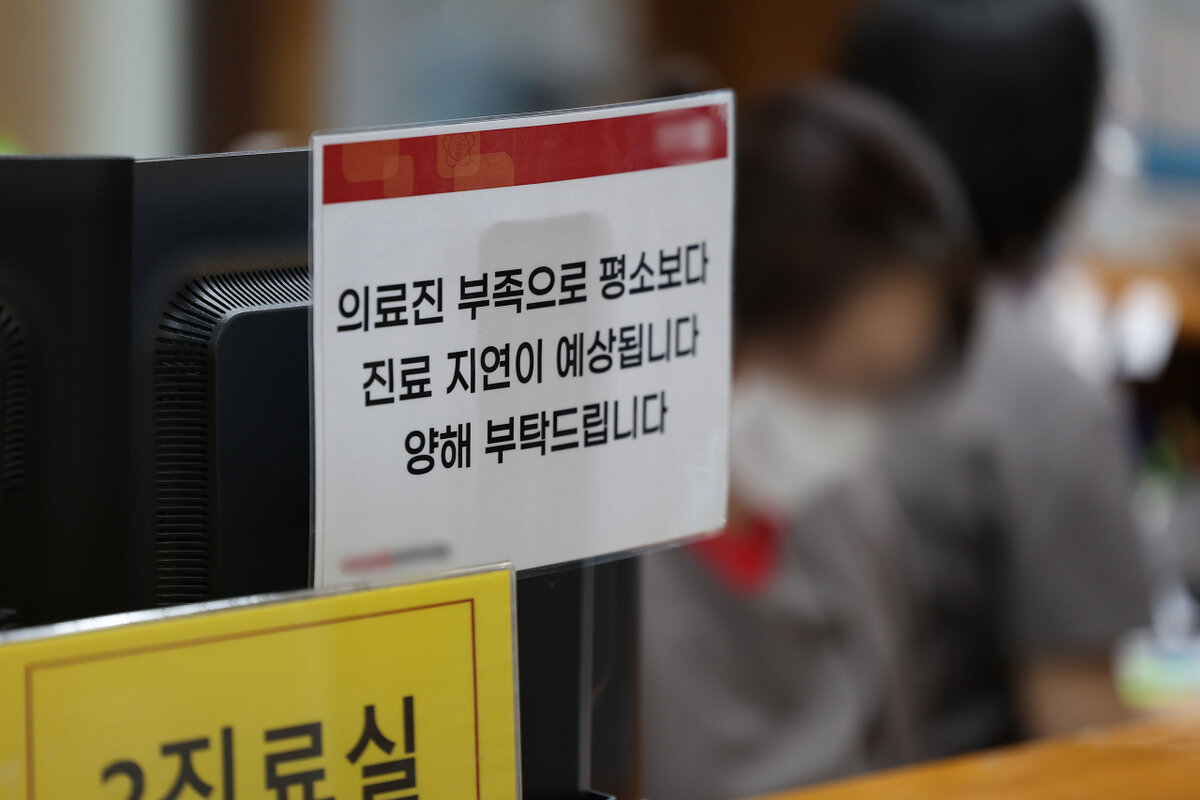 의료진 부족으로 평소보다
진료 지연이 예상됩니다
양해 부탁드립니다
2진료실